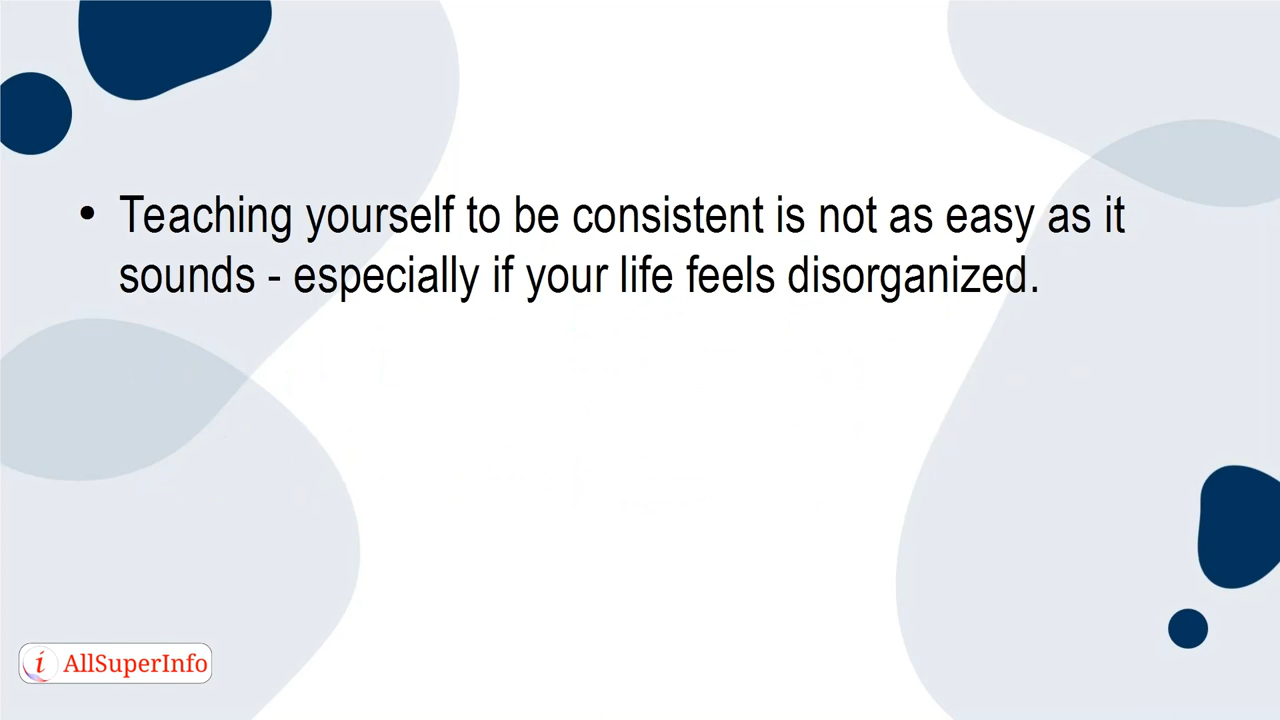 • Teaching yourself to be consistent is not as easy as it
sounds - especially if your life feels disorganized.
i AllSuperInfo